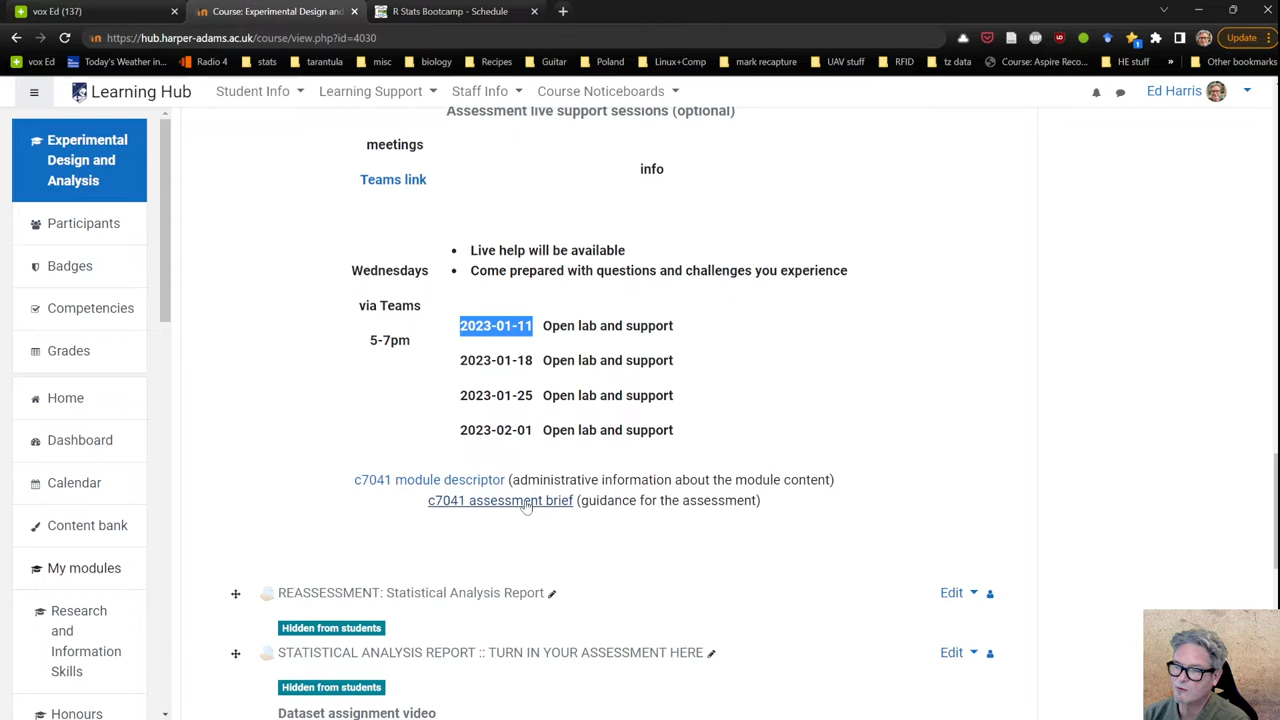 vox Ed (137)
Course: Experimental Design and
R Stats Bootcamp - Schedule
https://hub.harper-adams.ac.uk/course/view.php?id=4030
Update
vox Ed
Today's Weather in...
Radio 4
stats
tarantula
misc
biology
Recipes
Guitar
Poland
Linux+Comp
mark recapture
UAV suff
RFID
tz data
Course: Aspire Reco...
HE stuff
Other bookmarks
Learning Hub
Student Info
Learning Support
Staff Info
Course Noticeboards
Ed Harris
Experimental
Design and
Analysis
Participants
Badges
Competencies
Grades
Home
Dashboard
Calendar
Content bank
My modules
Research
and
Information
Skills
Honours
Assessment live support sessions (optional)
meetings
Teams link
info
Wednesdays
via Teams
5-7pm
• Live help will be available
• Come prepared with questions and challenges you experience
2023-01-11 Open lab and support
2023-01-18 Open lab and support
2023-01-25 Open lab and support
2023-02-01 Open lab and support
c7041 module descriptor (administrative information about the module content)
c7041 assessment brief (guidance for the assessment)
REASSESSMENT: Statistical Analysis Report
Edit
Hidden from students
STATISTICAL ANALYSIS REPORT :: TURN IN YOUR ASSESSMENT HERE
Edit
Hidden from students
Dataset assignment video